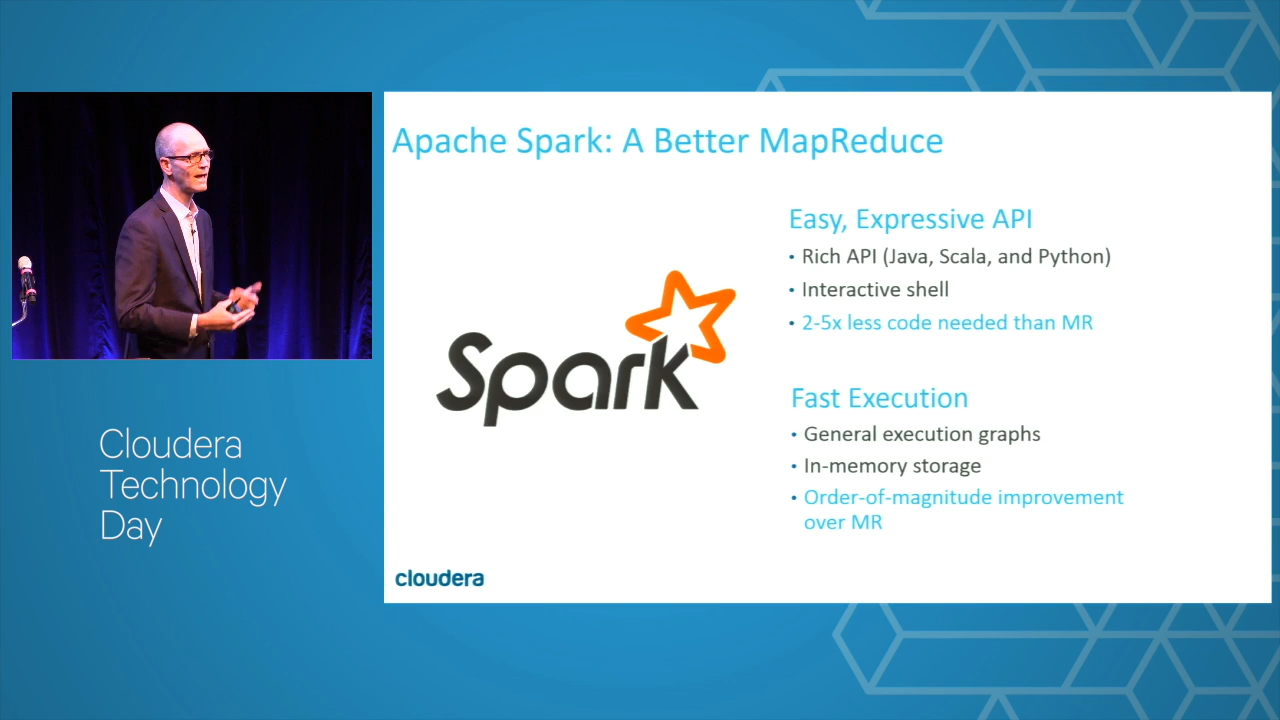 Apache Spark: A Better MapReduce
Easy, Expressive API
• Rich API (Java, Scala, and Python)
• Interactive shell
• 2-5x less code needed than MR
Spark
Fast Execution
• General execution graphs
• In-memory storage
• Order-of-magnitude improvement
over MR
cloudera
Cloudera
Technology
Day